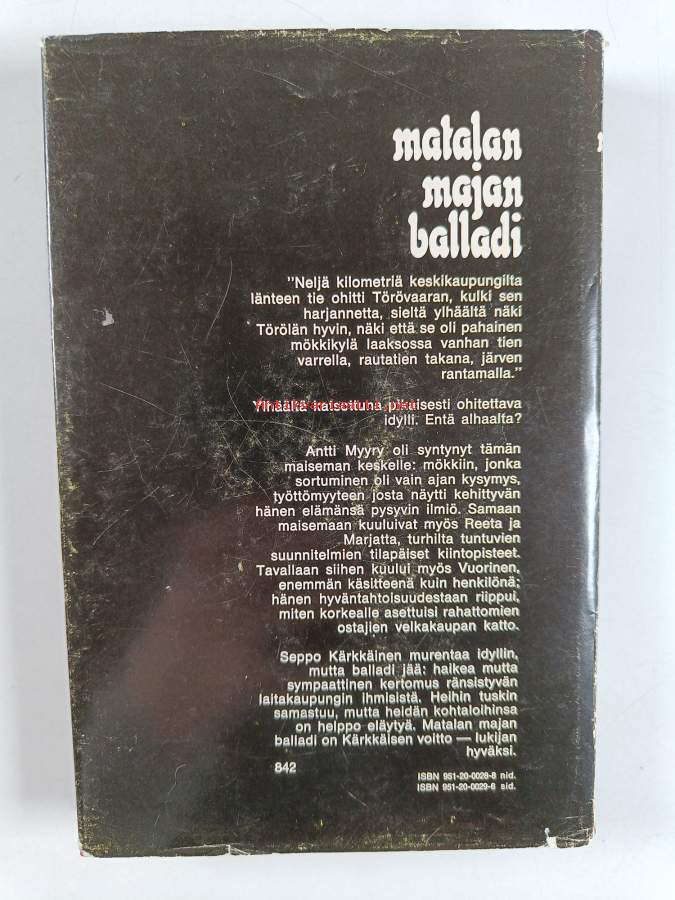 matalan
majan
balladi
"Neljä kilometriä keskikaupungilta
länteen tie ohitti Törövaaran, kulki sen
harjannetta, sieltä ylhäältä näki
Törölän hyvin, näki että se oli pahainen
mökkikylä laaksossa vanhan tien
varrella, rautatien takana, järven
rantamalla."
Ylhäältä katsottuna pikaisesti ohitettava
idylli. Entä alhaalta?
Antti Myyry oli syntynyt tämän
maiseman keskelle: mökkiin, jonka
sortuminen oli vain ajan kysymys,
työttömyyteen josta näytti kehittyvän
hänen elämänsä pysyvin ilmiö. Samaan
maisemaan kuuluivat myös Reeta ja
Marjatta, turhilta tuntuvien
suunnitelmien tilapäiset kiintopisteet.
Tavallaan siihen kuului myös Vuorinen,
enemmän käsitteenä kuin henkilönä;
hänen hyväntahtoisuudestaan riippui,
miten korkealle asettuisi rahattomien
ostajien velkakaupan katto.
Seppo Kärkkäinen murentaa idyllin,
mutta balladi jää: haikea mutta
sympaattinen kertomus ränsistyvän
laitakaupungin ihmisistä. Heihin tuskin
samastuu, mutta heidän kohtaloihinsa
on helppo eläytyä. Matalan majan
balladi on Kärkkäisen voitto — lukijan
hyväksi.
842
ISBN 951-20-0028-8 nid.
ISBN 951-20-0029-6 sid.